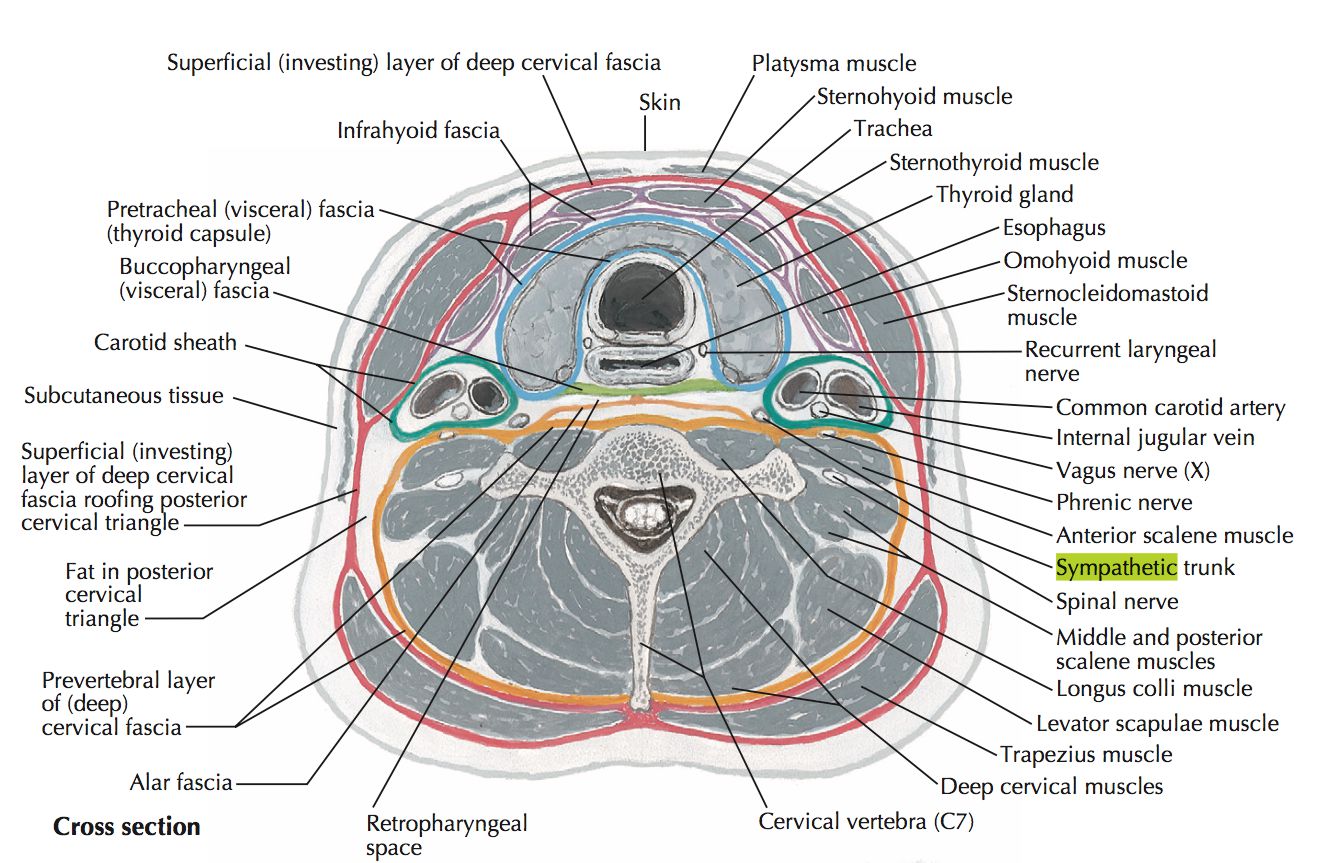 Superficial (investing) layer of deep cervical fascia
Infrahyoid fascia
Pretracheal (visceral) fascia
(thyroid capsule)
Buccopharyngeal
(visceral) fascia
Carotid sheath
Subcutaneous tissue
Superficial (investing)
layer of deep cervical
fascia roofing posterior
cervical triangle
Fat in posterior
cervical
triangle
Prevertebral layer
of (deep)
cervical fascia
Alar fascia
Cross section
Skin
Platysma muscle
Sternohyoid muscle
Trachea
Sternothyroid muscle
Thyroid gland
Esophagus
Omohyoid muscle
Sternocleidomastoid
muscle
Recurrent laryngeal
nerve
Common carotid artery
Internal jugular vein
Vagus nerve (X)
Phrenic nerve
Anterior scalene muscle
Sympathetic trunk
Spinal nerve
Middle and posterior
scalene muscles
Longus colli muscle
Levator scapulae muscle
Trapezius muscle
Deep cervical muscles
Cervical vertebra (C7)
Retropharyngeal
space